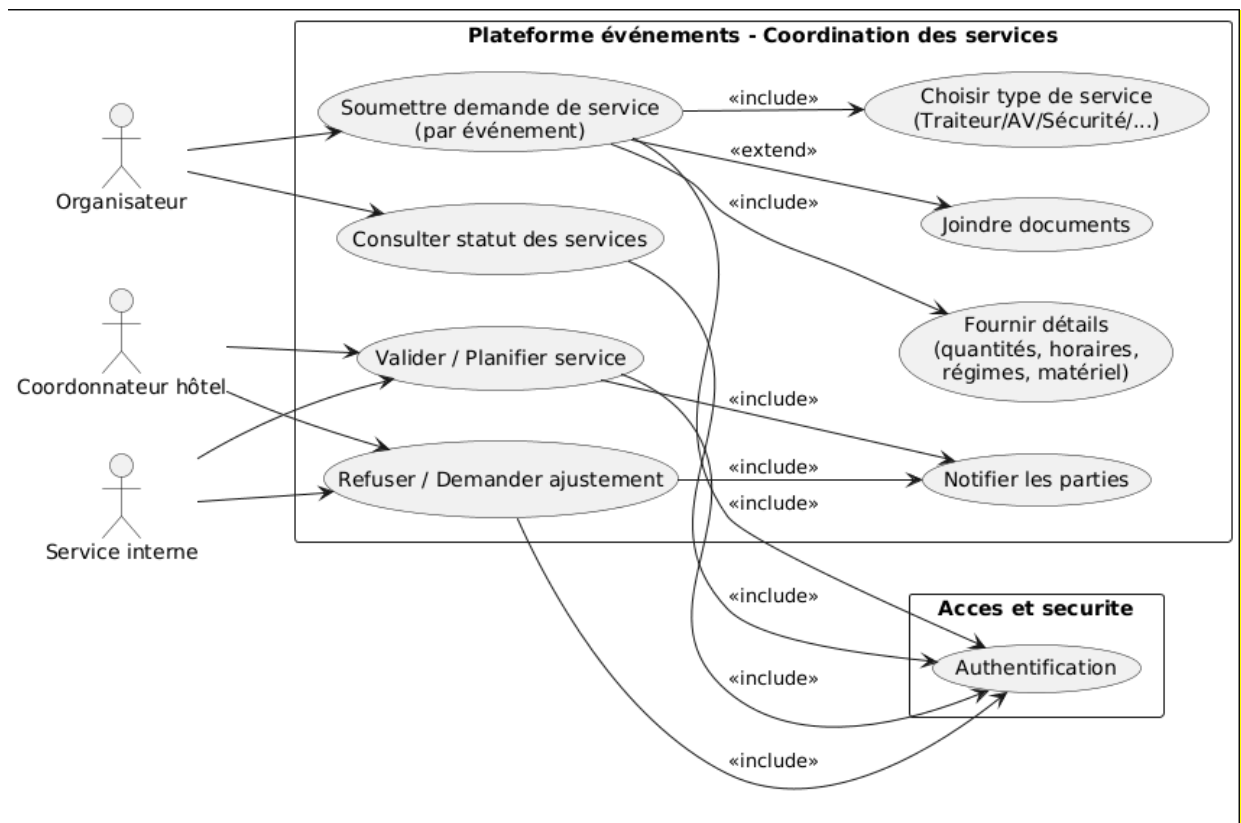 Plateforme événements - Coordination des services
Organisateur
Coordonnateur hôtel
Service interne
Soumettre demande de service
(par événement)
Consulter statut des services
Valider / Planifier service
Refuser / Demander ajustement
«include»
«extend»
«include»
«include»
«include»
«include»
«include»
«include»
«include»
Choisir type de service
(Traiteur/AV/Sécurité/...)
Joindre documents
Fournir détails
(quantités, horaires,
régimes, matériel)
Notifier les parties
Acces et securite
Authentification